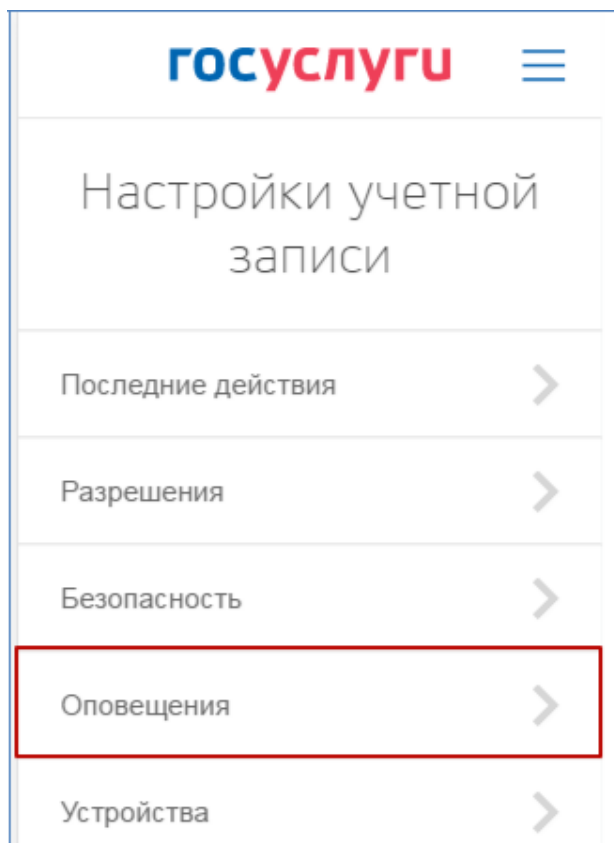 госуслуги
Настройки учетной
записи
Последние действия
Разрешения
Безопасность
Оповещения
Устройства